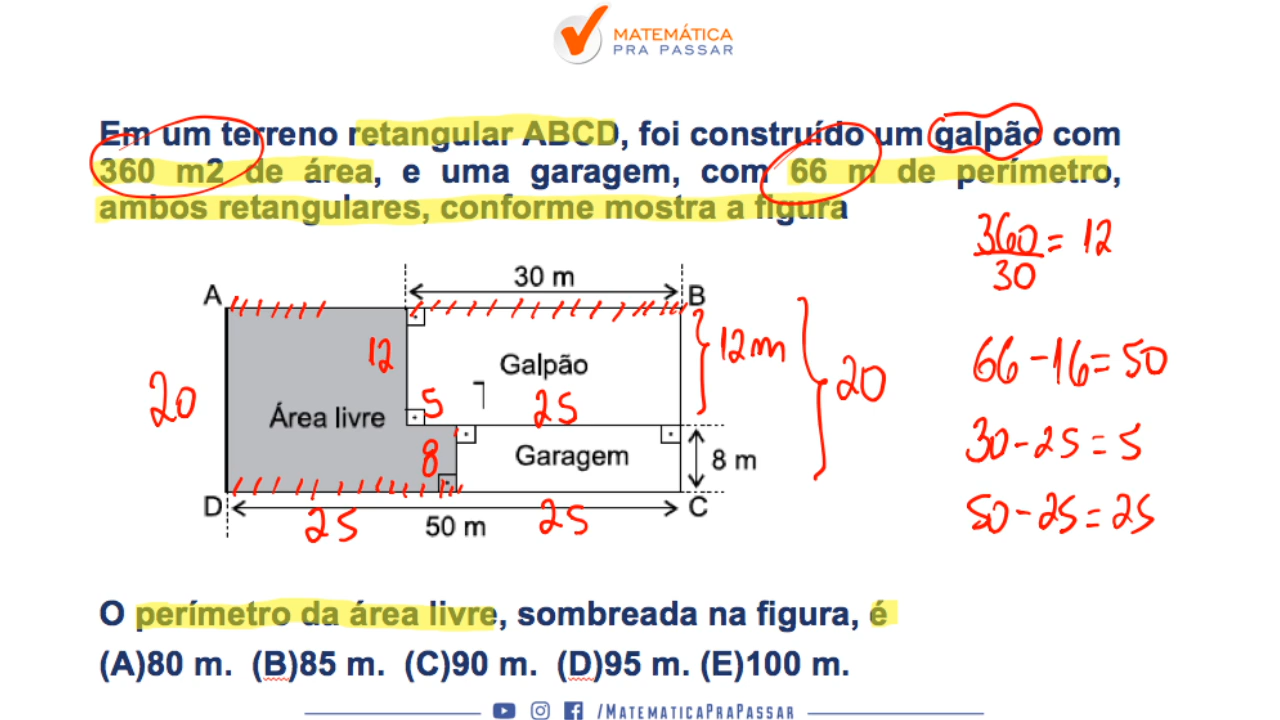 MATEMÁTICA
PRA PASSAR
Em um terreno retangular ABCD, foi construído um galpão com
360 m2 de área, e uma garagem, com 66 m de perímetro,
ambos retangulares, conforme mostra a figura
360/30 = 12
30 m
A
B
12
Galpão
12m
20
66 - 16 = 50
20
5
25
Área livre
8
Garagem
8 m
30 - 25 = 5
D
25
50 m
25
C
50 - 25 = 25
O perímetro da área livre, sombreada na figura, é
(A)80 m. (B)85 m. (C)90 m. (D)95 m. (E)100 m.
/MATEMATICAPRAPASSAR